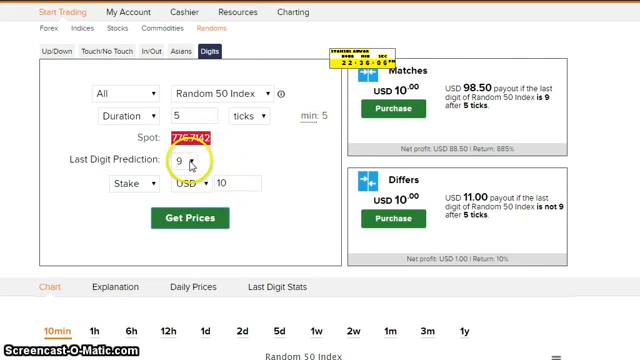 Start Trading My Account Cashier Resources Charting
Forex Indices Stocks Commodities Randoms
Up/Down Touch/No Touch In/Out Asians Digits
22:36:06
All Random 50 Index
Duration 5 ticks min: 5
Spot: 776.7142
Last Digit Prediction: 9
Stake USD 10
Get Prices
Matches
USD 10.00
Purchase
USD 98.50 payout if the last
digit of Random 50 Index is 9
after 5 ticks.
Net profit: USD 88.50 | Return: 885%
Differs
USD 10.00
Purchase
USD 11.00 payout if the last
digit of Random 50 Index is not 9
after 5 ticks.
Net profit: USD 1.00 | Return: 10%
Chart Explanation Daily Prices Last Digit Stats
10min 1h 6h 12h 1d 2d 5d 1w 2w 1m 3m 1y
Random 50 Index
Screencast-O-Matic.com